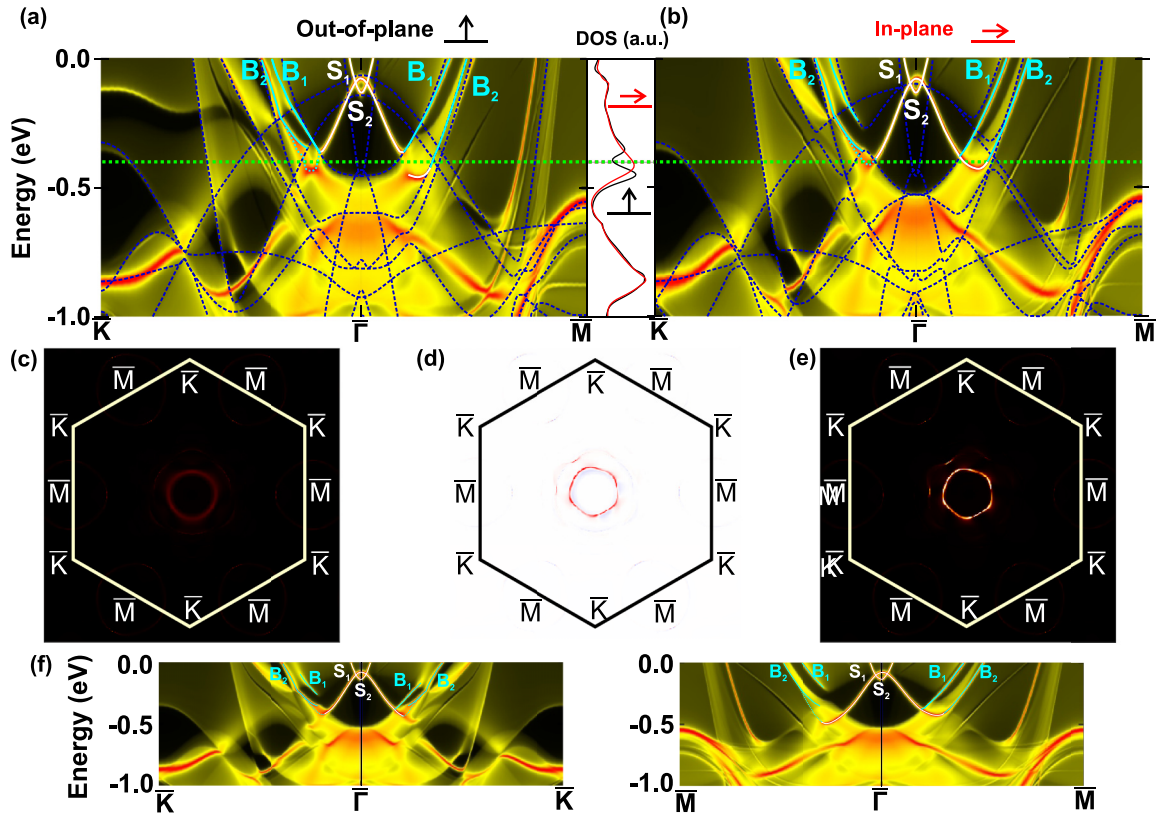 (a) Out-of-plane DOS (a.u.) (b) In-plane
0.0 B2 B1 S1 B1 B2 B2 B1 S1 B1 B2
S2 S2
Energy (eV)
-0.5
-1.0
K̅ Γ̅ M̅ K̅ Γ̅ M̅
(c) (d) (e)
M̅ K̅ M̅ M̅ K̅ M̅ M̅ K̅ M̅
K̅ K̅ K̅ K̅ K̅ K̅
M̅ M̅ M̅ M̅ M̅ M̅
K̅ K̅ K̅ K̅ K̅ K̅
M̅ K̅ M̅ M̅ K̅ M̅ M̅ K̅ M̅
(f)
Energy (eV)
0.0 B2 B1 S1 S2 B1 B2 0.0 B2 B1 S1 S2 B1 B2
-0.5 -0.5
-1.0 -1.0
K̅ Γ̅ K̅ M̅ Γ̅ M̅